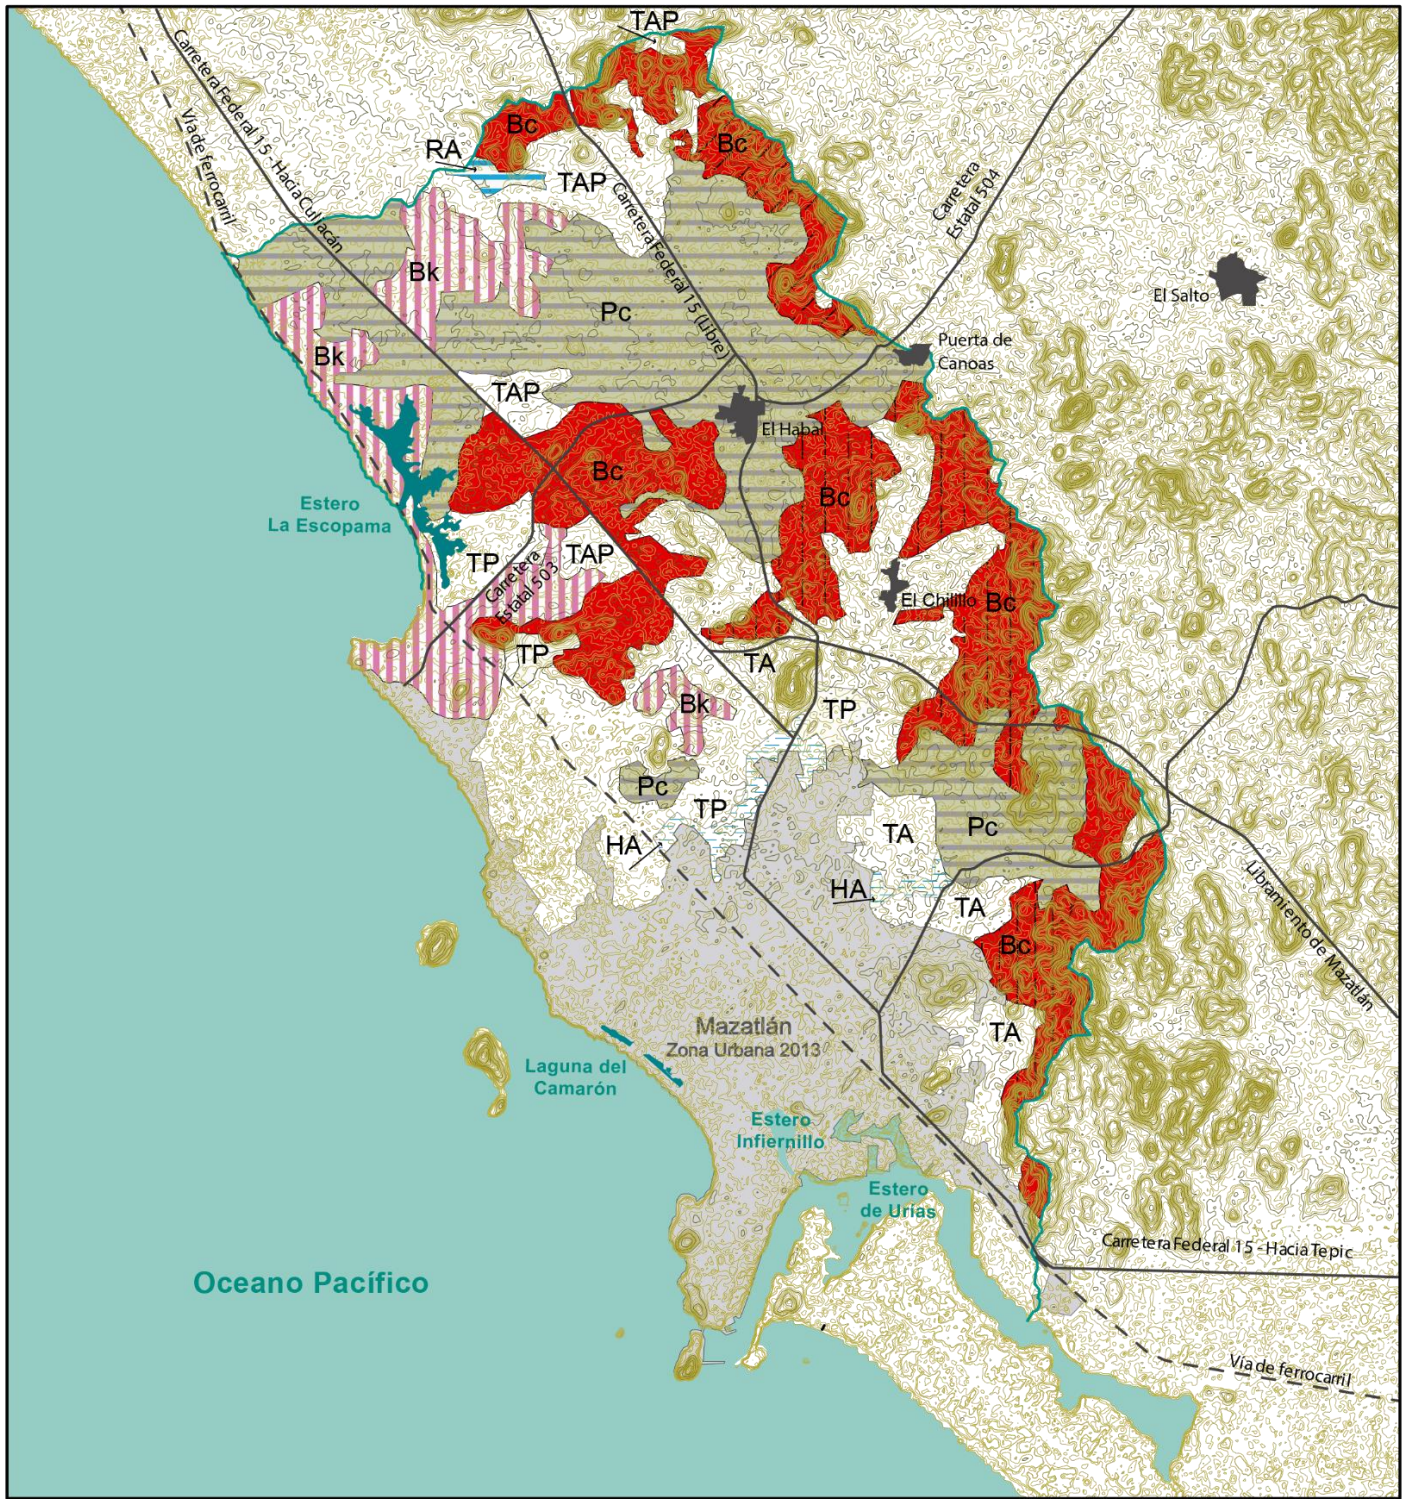 TAP
Carretera Federal 15 - Hacia Culiacán
Vía de ferrocarril
Bc
Bc
RA
TAP
Carretera Federal 15 (Libre)
Carretera
Estatal 504
Bk
El Salto
Pc
Puerta de
Canoas
Bk
TAP
El Habal
Bc
Bc
Estero
La Escopama
TP
TAP
Carretera
Estatal 503
El Chilillo
Bc
TP
TA
Bk
TP
Pc
TP
TA
Pc
HA
HA
TA
Libramiento de Mazatlán
Bc
Mazatlán
Zona Urbana 2013
TA
Laguna del
Camarón
Estero
Infiernillo
Estero
de Urías
Carretera Federal 15 - Hacia Tepic
Oceano Pacífico
Vía de ferrocarril